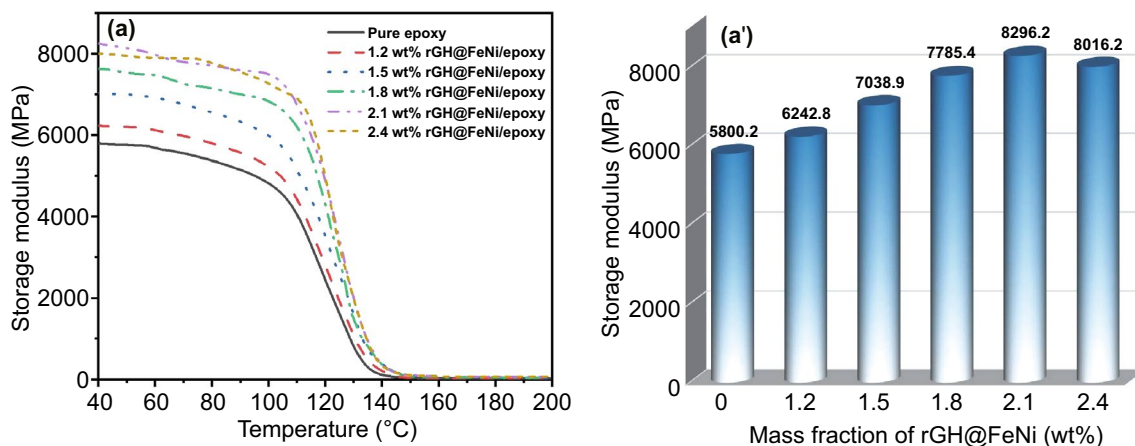 (a)
Pure epoxy
1.2 wt% rGH@FeNi/epoxy
1.5 wt% rGH@FeNi/epoxy
1.8 wt% rGH@FeNi/epoxy
2.1 wt% rGH@FeNi/epoxy
2.4 wt% rGH@FeNi/epoxy
Storage modulus (MPa)
8000
6000
4000
2000
0
40 60 80 100 120 140 160 180 200
Temperature (°C)
(a')
Storage modulus (MPa)
8000
6000
4000
2000
0
5800.2
6242.8
7038.9
7785.4
8296.2
8016.2
0 1.2 1.5 1.8 2.1 2.4
Mass fraction of rGH@FeNi (wt%)